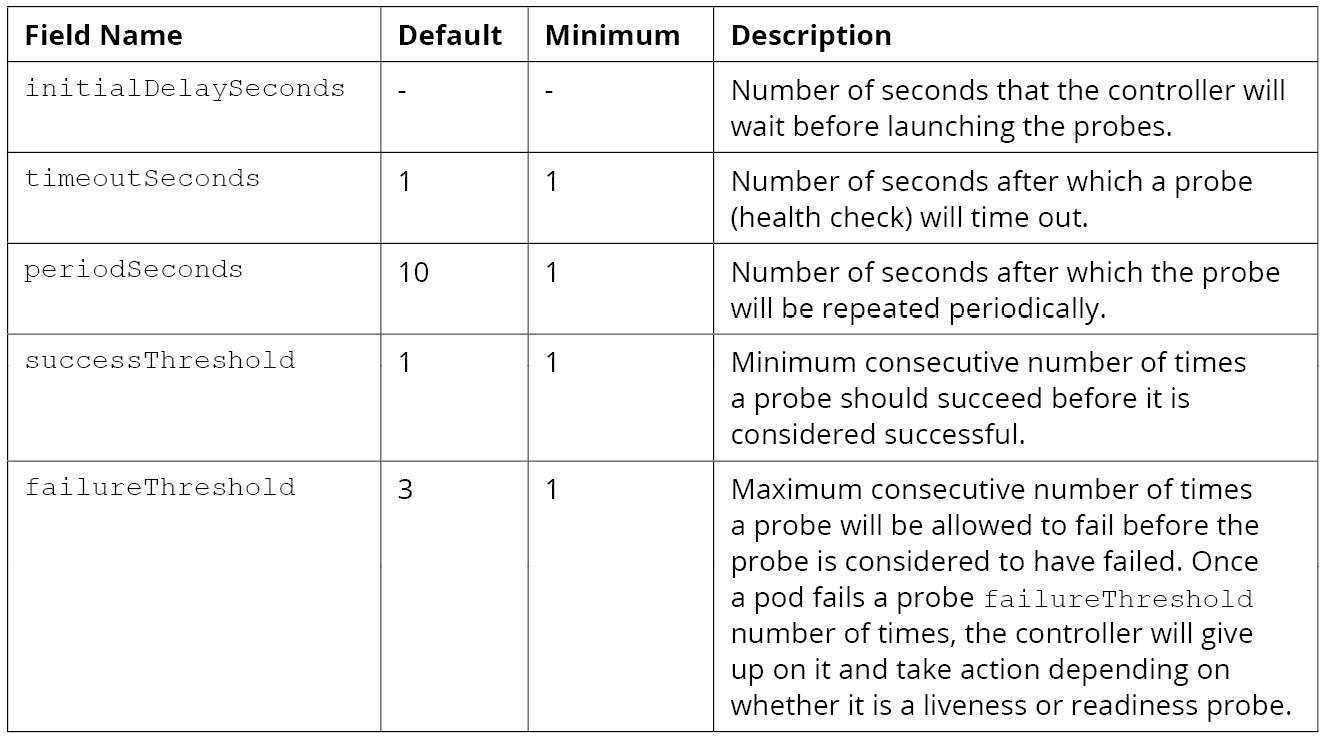 Field Name Default Minimum Description
initialDelaySeconds - - Number of seconds that the controller will
wait before launching the probes.
timeoutSeconds 1 1 Number of seconds after which a probe
(health check) will time out.
periodSeconds 10 1 Number of seconds after which the probe
will be repeated periodically.
successThreshold 1 1 Minimum consecutive number of times
a probe should succeed before it is
considered successful.
failureThreshold 3 1 Maximum consecutive number of times
a probe will be allowed to fail before the
probe is considered to have failed. Once
a pod fails a probe failureThreshold
number of times, the controller will give
up on it and take action depending on
whether it is a liveness or readiness probe.